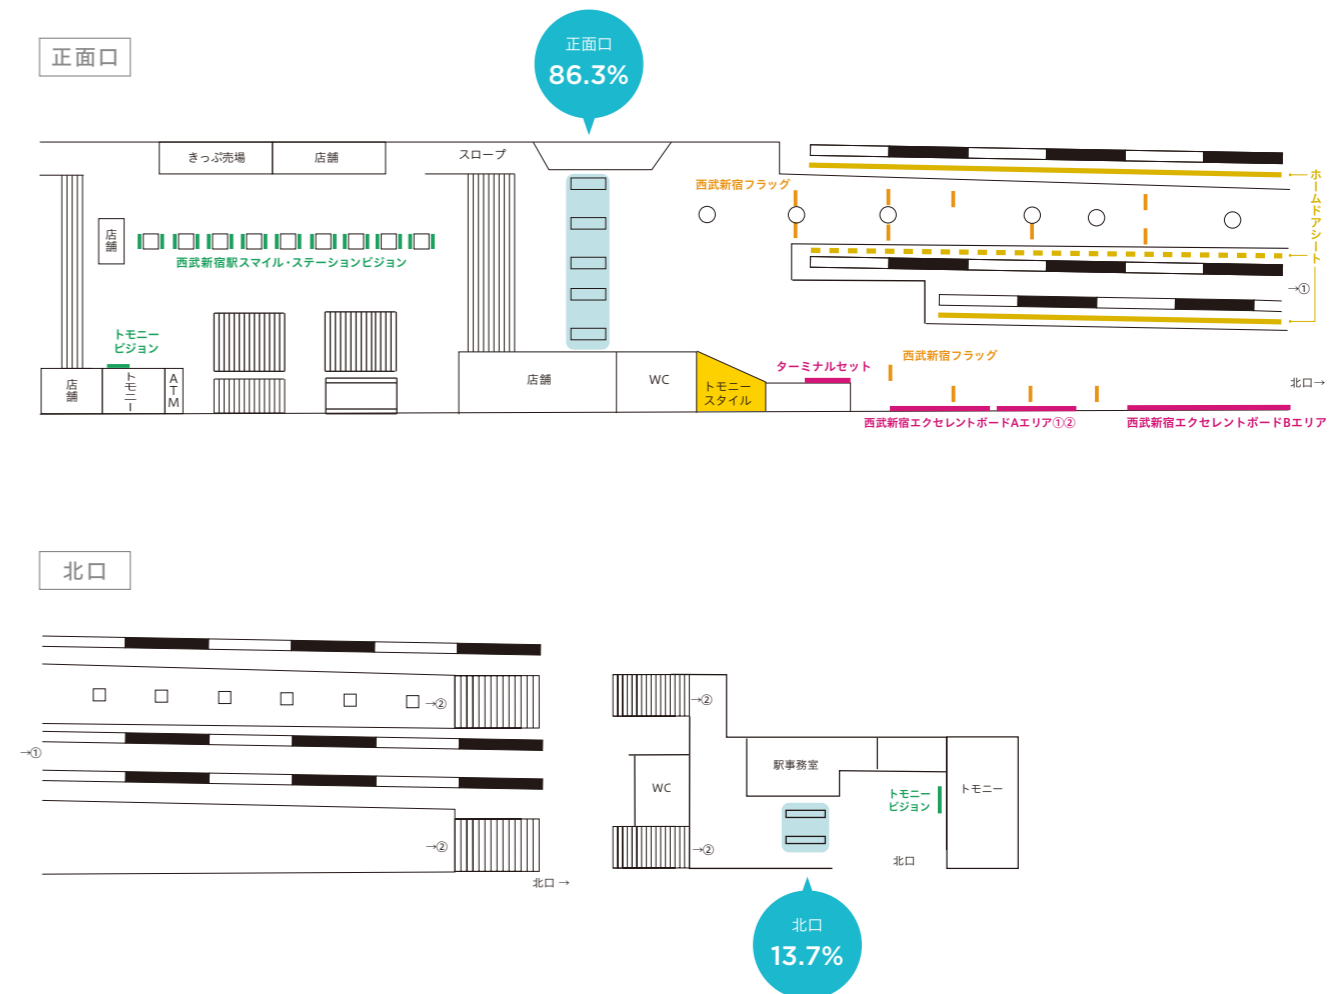 正面口
正面口
86.3%
きっぷ売場
店舗
スロープ
西武新宿フラッグ
ホームドアシート
店舗
西武新宿駅スマイル・ステーションビジョン
→①
トモニー
ビジョン
店舗
トモニー
ATM
店舗
WC
トモニー
スタイル
ターミナルセット
西武新宿フラッグ
北口→
西武新宿エクセレントボードAエリア①②
西武新宿エクセレントボードBエリア
北口
→②
→①
→②
北口 →
→②
WC
→②
駅事務室
トモニー
ビジョン
トモニー
北口
北口
13.7%